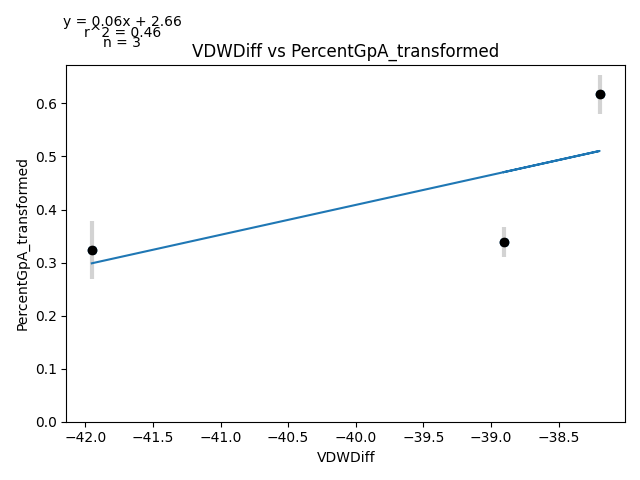 y = 0.06x + 2.66
r^2 = 0.46
n = 3
VDWDiff vs PercentGpA_transformed
PercentGpA_transformed
0.6
0.5
0.4
0.3
0.2
0.1
0.0
−42.0 −41.5 −41.0 −40.5 −40.0 −39.5 −39.0 −38.5
VDWDiff